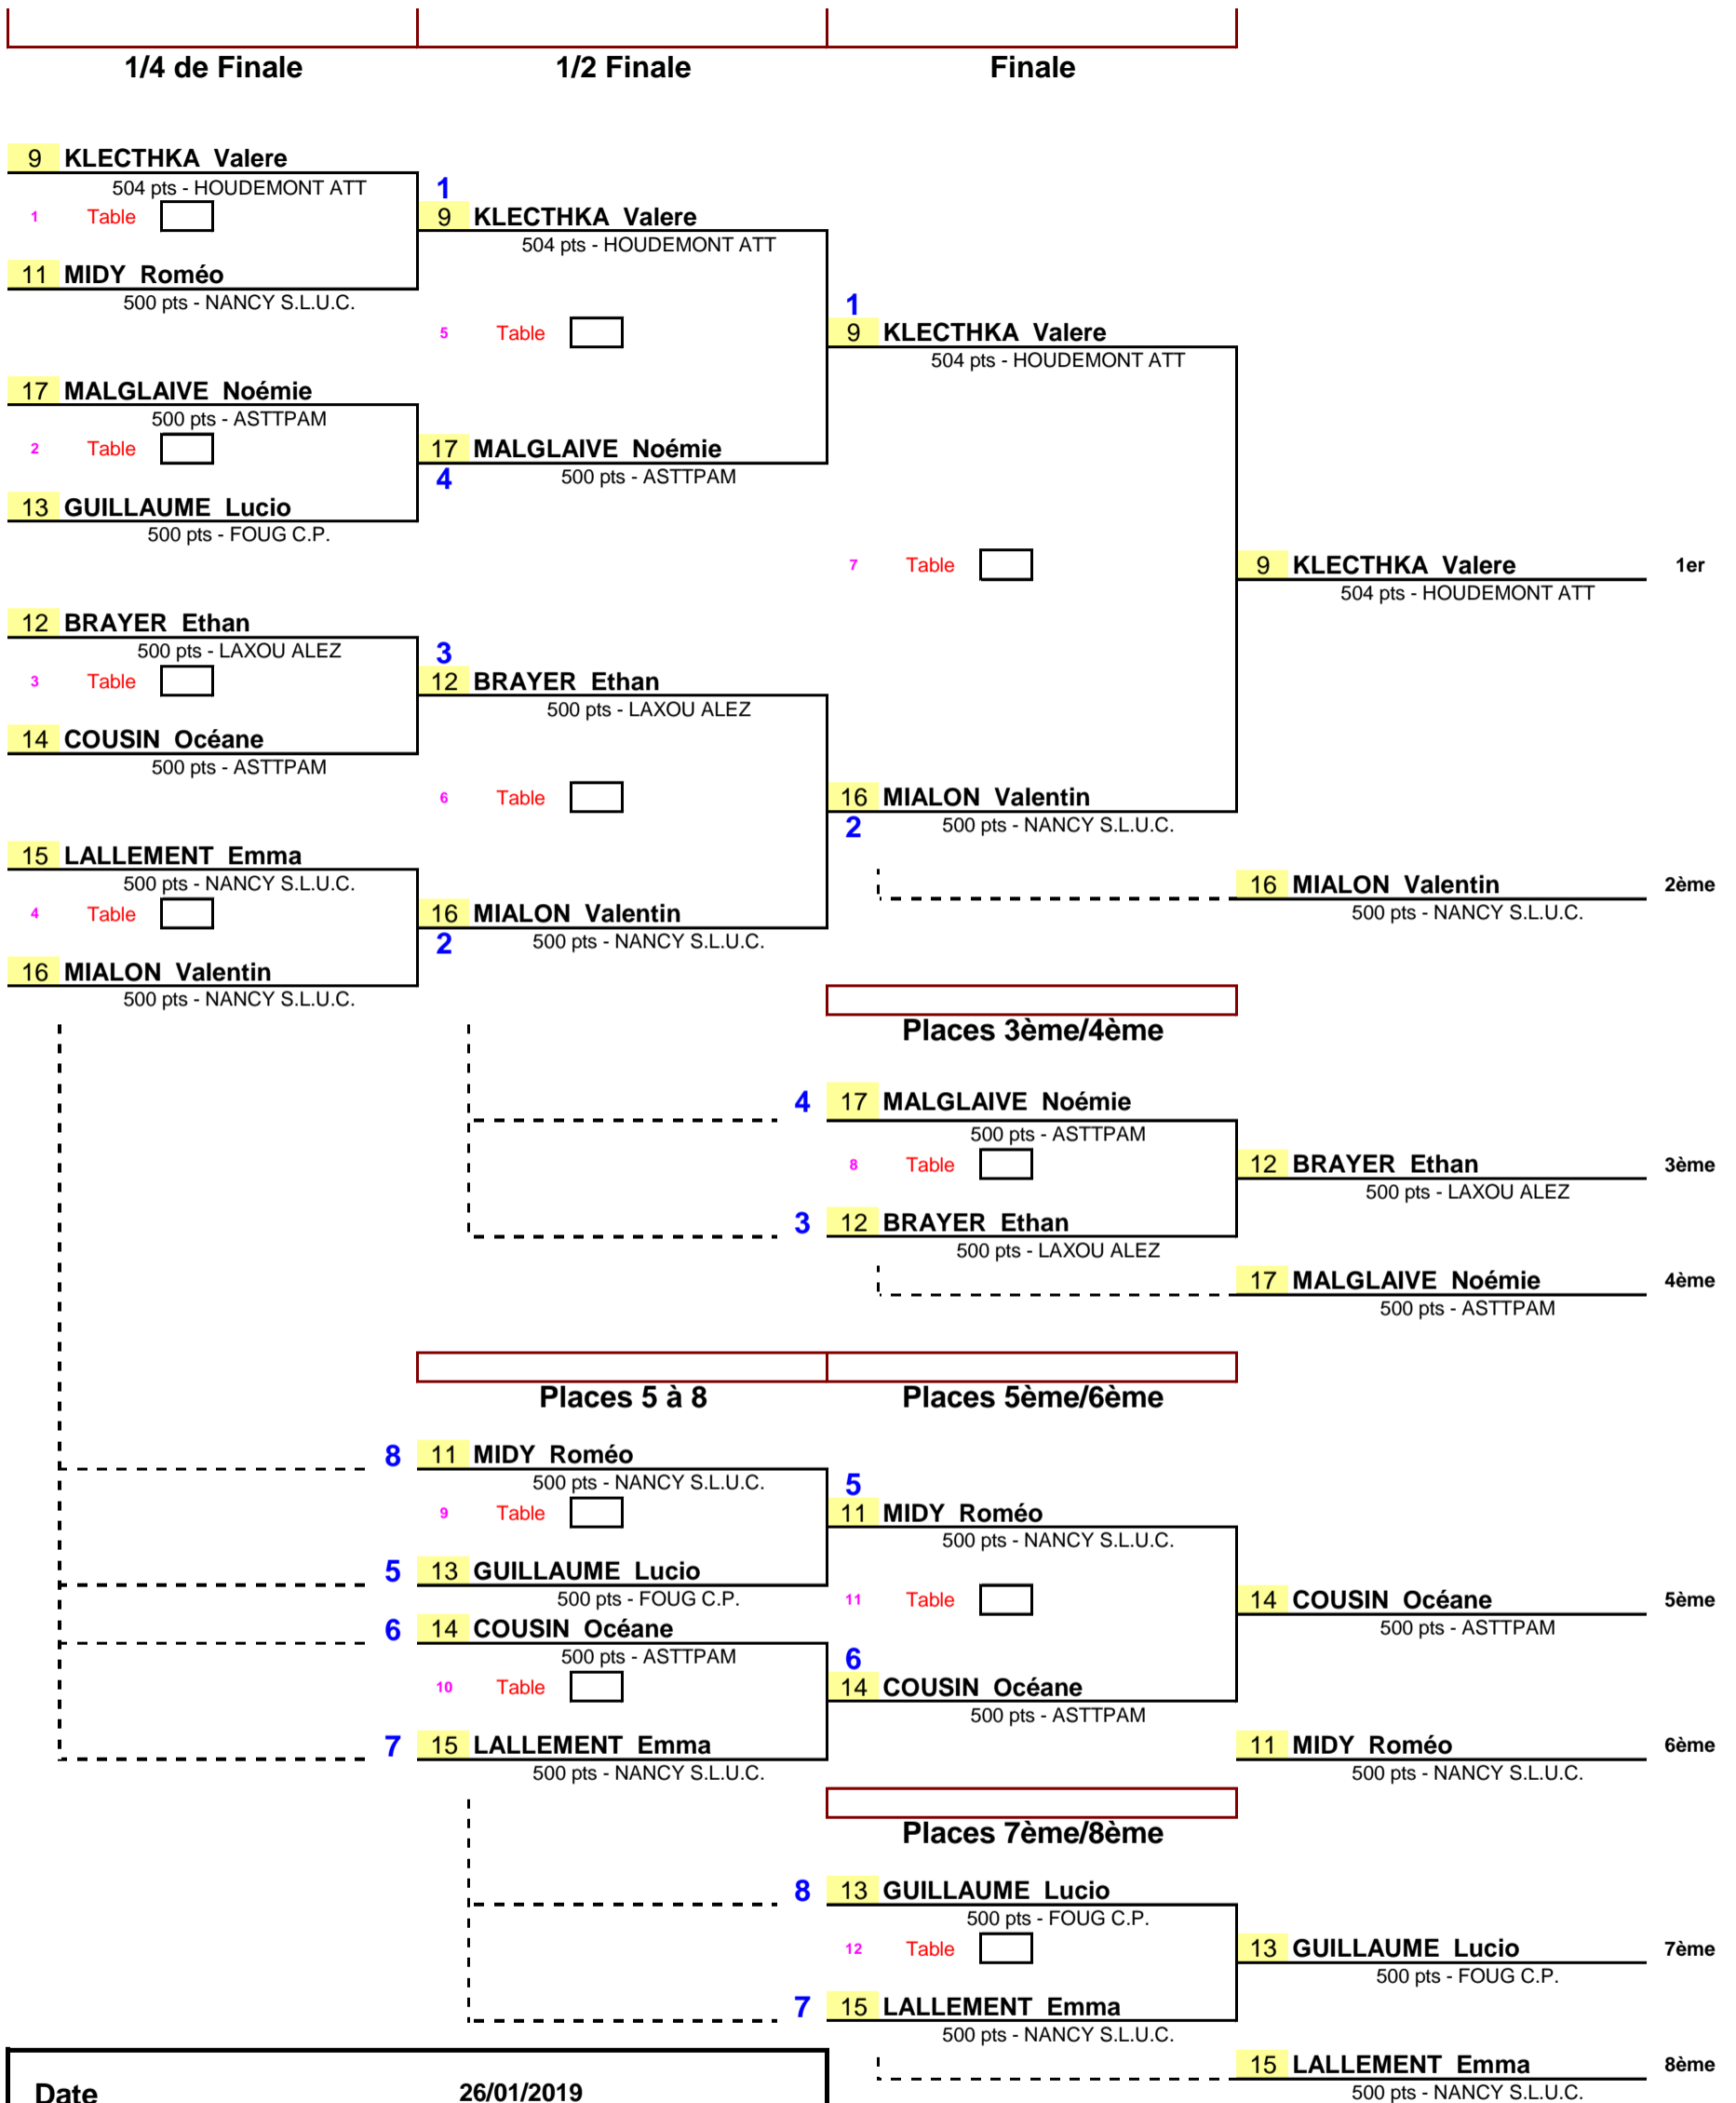 1/4 de Finale 1/2 Finale Finale
9 KLECTHKA Valere
504 pts - HOUDEMONT ATT
1 Table
11 MIDY Roméo
500 pts - NANCY S.L.U.C.
17 MALGLAIVE Noémie
500 pts - ASTTPAM
2 Table
13 GUILLAUME Lucio
500 pts - FOUG C.P.
12 BRAYER Ethan
500 pts - LAXOU ALEZ
3 Table
14 COUSIN Océane
500 pts - ASTTPAM
15 LALLEMENT Emma
500 pts - NANCY S.L.U.C.
4 Table
16 MIALON Valentin
500 pts - NANCY S.L.U.C.
1
9 KLECTHKA Valere
504 pts - HOUDEMONT ATT
5 Table
17 MALGLAIVE Noémie
4 500 pts - ASTTPAM
3
12 BRAYER Ethan
500 pts - LAXOU ALEZ
6 Table
16 MIALON Valentin
2 500 pts - NANCY S.L.U.C.
1
9 KLECTHKA Valere
504 pts - HOUDEMONT ATT
7 Table
16 MIALON Valentin
2 500 pts - NANCY S.L.U.C.
9 KLECTHKA Valere 1er
504 pts - HOUDEMONT ATT
16 MIALON Valentin 2ème
500 pts - NANCY S.L.U.C.
Places 3ème/4ème
4 17 MALGLAIVE Noémie
500 pts - ASTTPAM
8 Table
3 12 BRAYER Ethan
500 pts - LAXOU ALEZ
12 BRAYER Ethan 3ème
500 pts - LAXOU ALEZ
17 MALGLAIVE Noémie 4ème
500 pts - ASTTPAM
Places 5 à 8 Places 5ème/6ème
8 11 MIDY Roméo
500 pts - NANCY S.L.U.C.
9 Table
5 13 GUILLAUME Lucio
500 pts - FOUG C.P.
6 14 COUSIN Océane
500 pts - ASTTPAM
10 Table
7 15 LALLEMENT Emma
500 pts - NANCY S.L.U.C.
5
11 MIDY Roméo
500 pts - NANCY S.L.U.C.
11 Table
6
14 COUSIN Océane
500 pts - ASTTPAM
14 COUSIN Océane 5ème
500 pts - ASTTPAM
11 MIDY Roméo 6ème
500 pts - NANCY S.L.U.C.
Places 7ème/8ème
8 13 GUILLAUME Lucio
500 pts - FOUG C.P.
12 Table
7 15 LALLEMENT Emma
500 pts - NANCY S.L.U.C.
13 GUILLAUME Lucio 7ème
500 pts - FOUG C.P.
15 LALLEMENT Emma 8ème
500 pts - NANCY S.L.U.C.
Date 26/01/2019